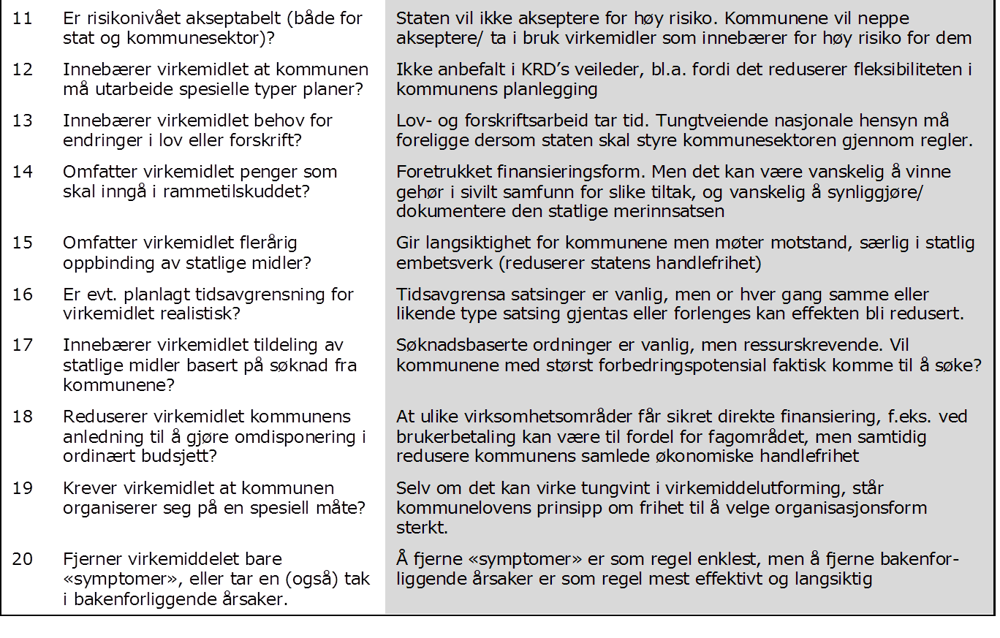 11 Er risikonivået akseptabelt (både for
stat og kommunesektor)?
Staten vil ikke akseptere for høy risiko. Kommunene vil neppe
akseptere/ ta i bruk virkemidler som innebærer for høy risiko for dem
12 Innebærer virkemidlet at kommunen
må utarbeide spesielle typer planer?
Ikke anbefalt i KRD’s veileder, bl.a. fordi det reduserer fleksibiliteten i
kommunens planlegging
13 Innebærer virkemidlet behov for
endringer i lov eller forskrift?
Lov- og forskriftsarbeid tar tid. Tungtveiende nasjonale hensyn må
foreligge dersom staten skal styre kommunesektoren gjennom regler.
14 Omfatter virkemidlet penger som
skal inngå i rammetilskuddet?
Foretrukket finansieringsform. Men det kan være vanskelig å vinne
gehør i sivilt samfunn for slike tiltak, og vanskelig å synliggjøre/
dokumentere den statlige merinnsatsen
15 Omfatter virkemidlet flerårig
oppbinding av statlige midler?
Gir langsiktighet for kommunene men møter motstand, særlig i statlig
embetsverk (reduserer statens handlefrihet)
16 Er evt. planlagt tidsavgrensning for
virkemidlet realistisk?
Tidsavgrensa satsinger er vanlig, men or hver gang samme eller
liknende type satsing gjentas eller forlenges kan effekten bli redusert.
17 Innebærer virkemidlet tildeling av
statlige midler basert på søknad fra
kommunene?
Søknadsbaserte ordninger er vanlig, men ressurskrevende. Vil
kommunene med størst forbedringspotensial faktisk komme til å søke?
18 Reduserer virkemidlet kommunens
anledning til å gjøre omdisponering i
ordinært budsjett?
At ulike virksomhetsområder får sikret direkte finansiering, f.eks. ved
brukerbetaling kan være til fordel for fagområdet, men samtidig
redusere kommunens samlede økonomiske handlefrihet
19 Krever virkemidlet at kommunen
organiserer seg på en spesiell måte?
Selv om det kan virke tungvint i virkemiddelutforming, står
kommunelovens prinsipp om frihet til å velge organisasjonsform
sterkt.
20 Fjerner virkemiddelet bare
«symptomer», eller tar en (også) tak
i bakenforliggende årsaker.
Å fjerne «symptomer» er som regel enklest, men å fjerne bakenfor-
liggende årsaker er som regel mest effektivt og langsiktig